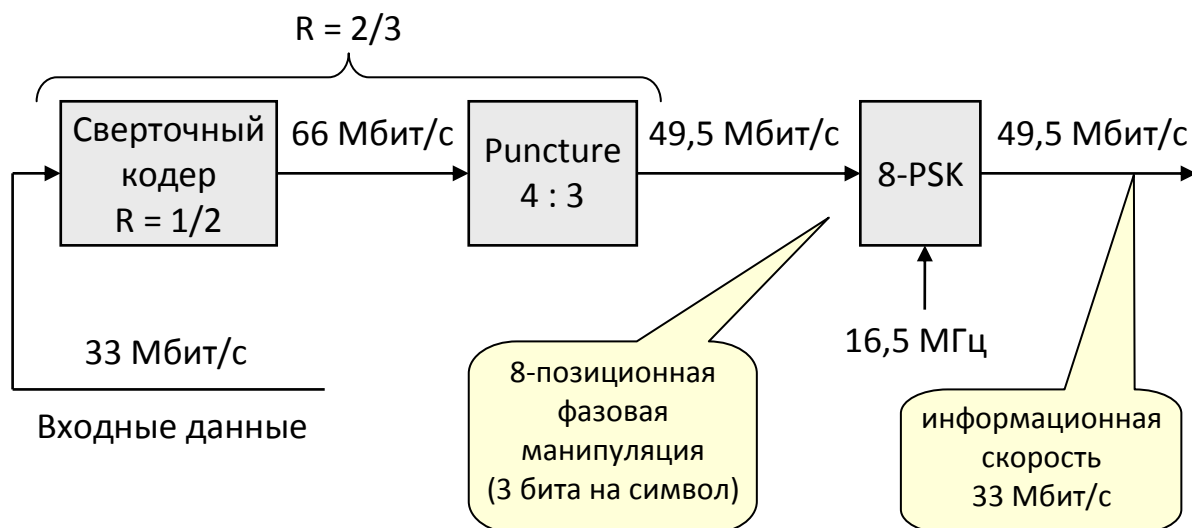 R = 2/3
Сверточный
кодер
R = 1/2
66 Мбит/с
Puncture
4 : 3
49,5 Мбит/с
8-PSK
49,5 Мбит/с
16,5 МГц
33 Мбит/с
Входные данные
8-позиционная
фазовая
манипуляция
(3 бита на символ)
информационная
скорость
33 Мбит/с